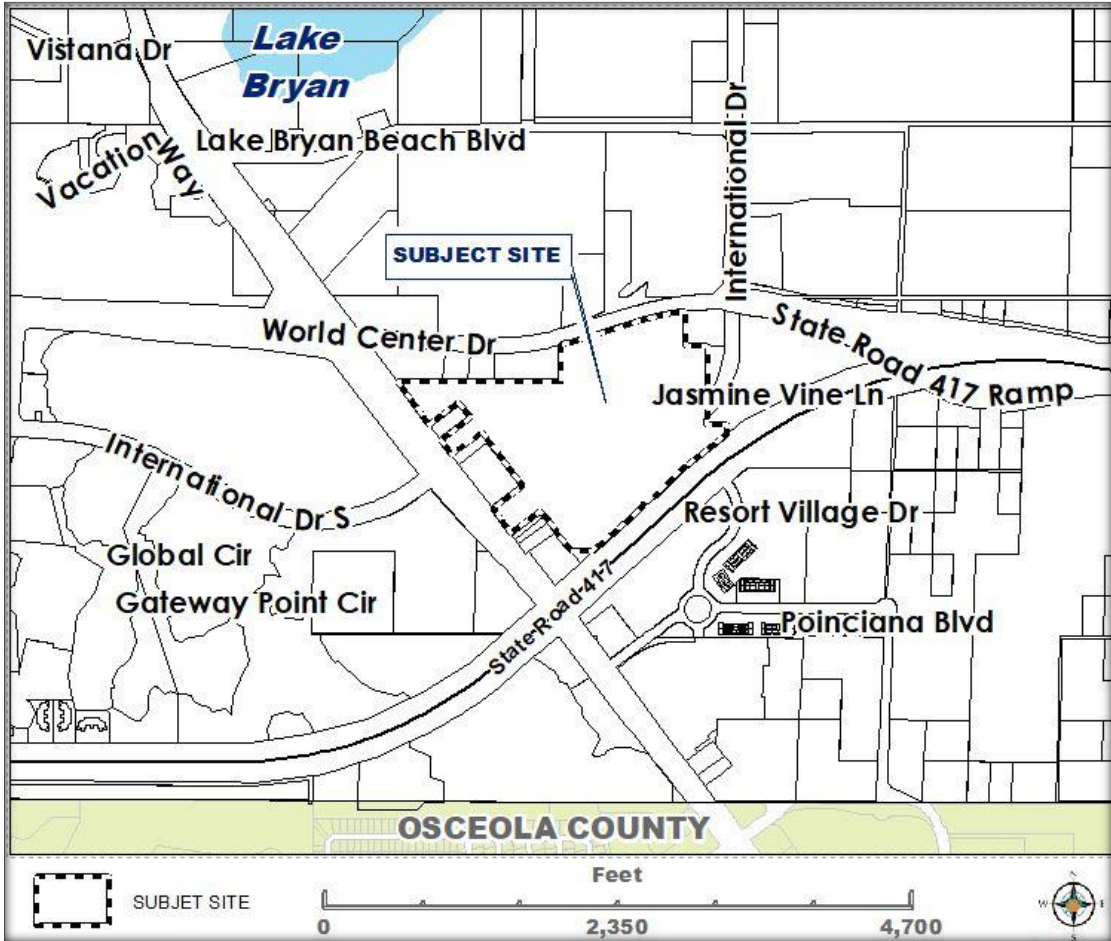 Vistana Dr
Lake
Bryan
Vacation
Way
Lake Bryan Beach Blvd
International Dr
SUBJECT SITE
World Center Dr
State Road 417 Ramp
Jasmine Vine Ln
International Dr S
Resort Village Dr
Global Cir
Gateway Point Cir
State Road 417
Poinciana Blvd
OSCEOLA COUNTY
Feet
SUBJET SITE
0
2,350
4,700
N
W
E
S